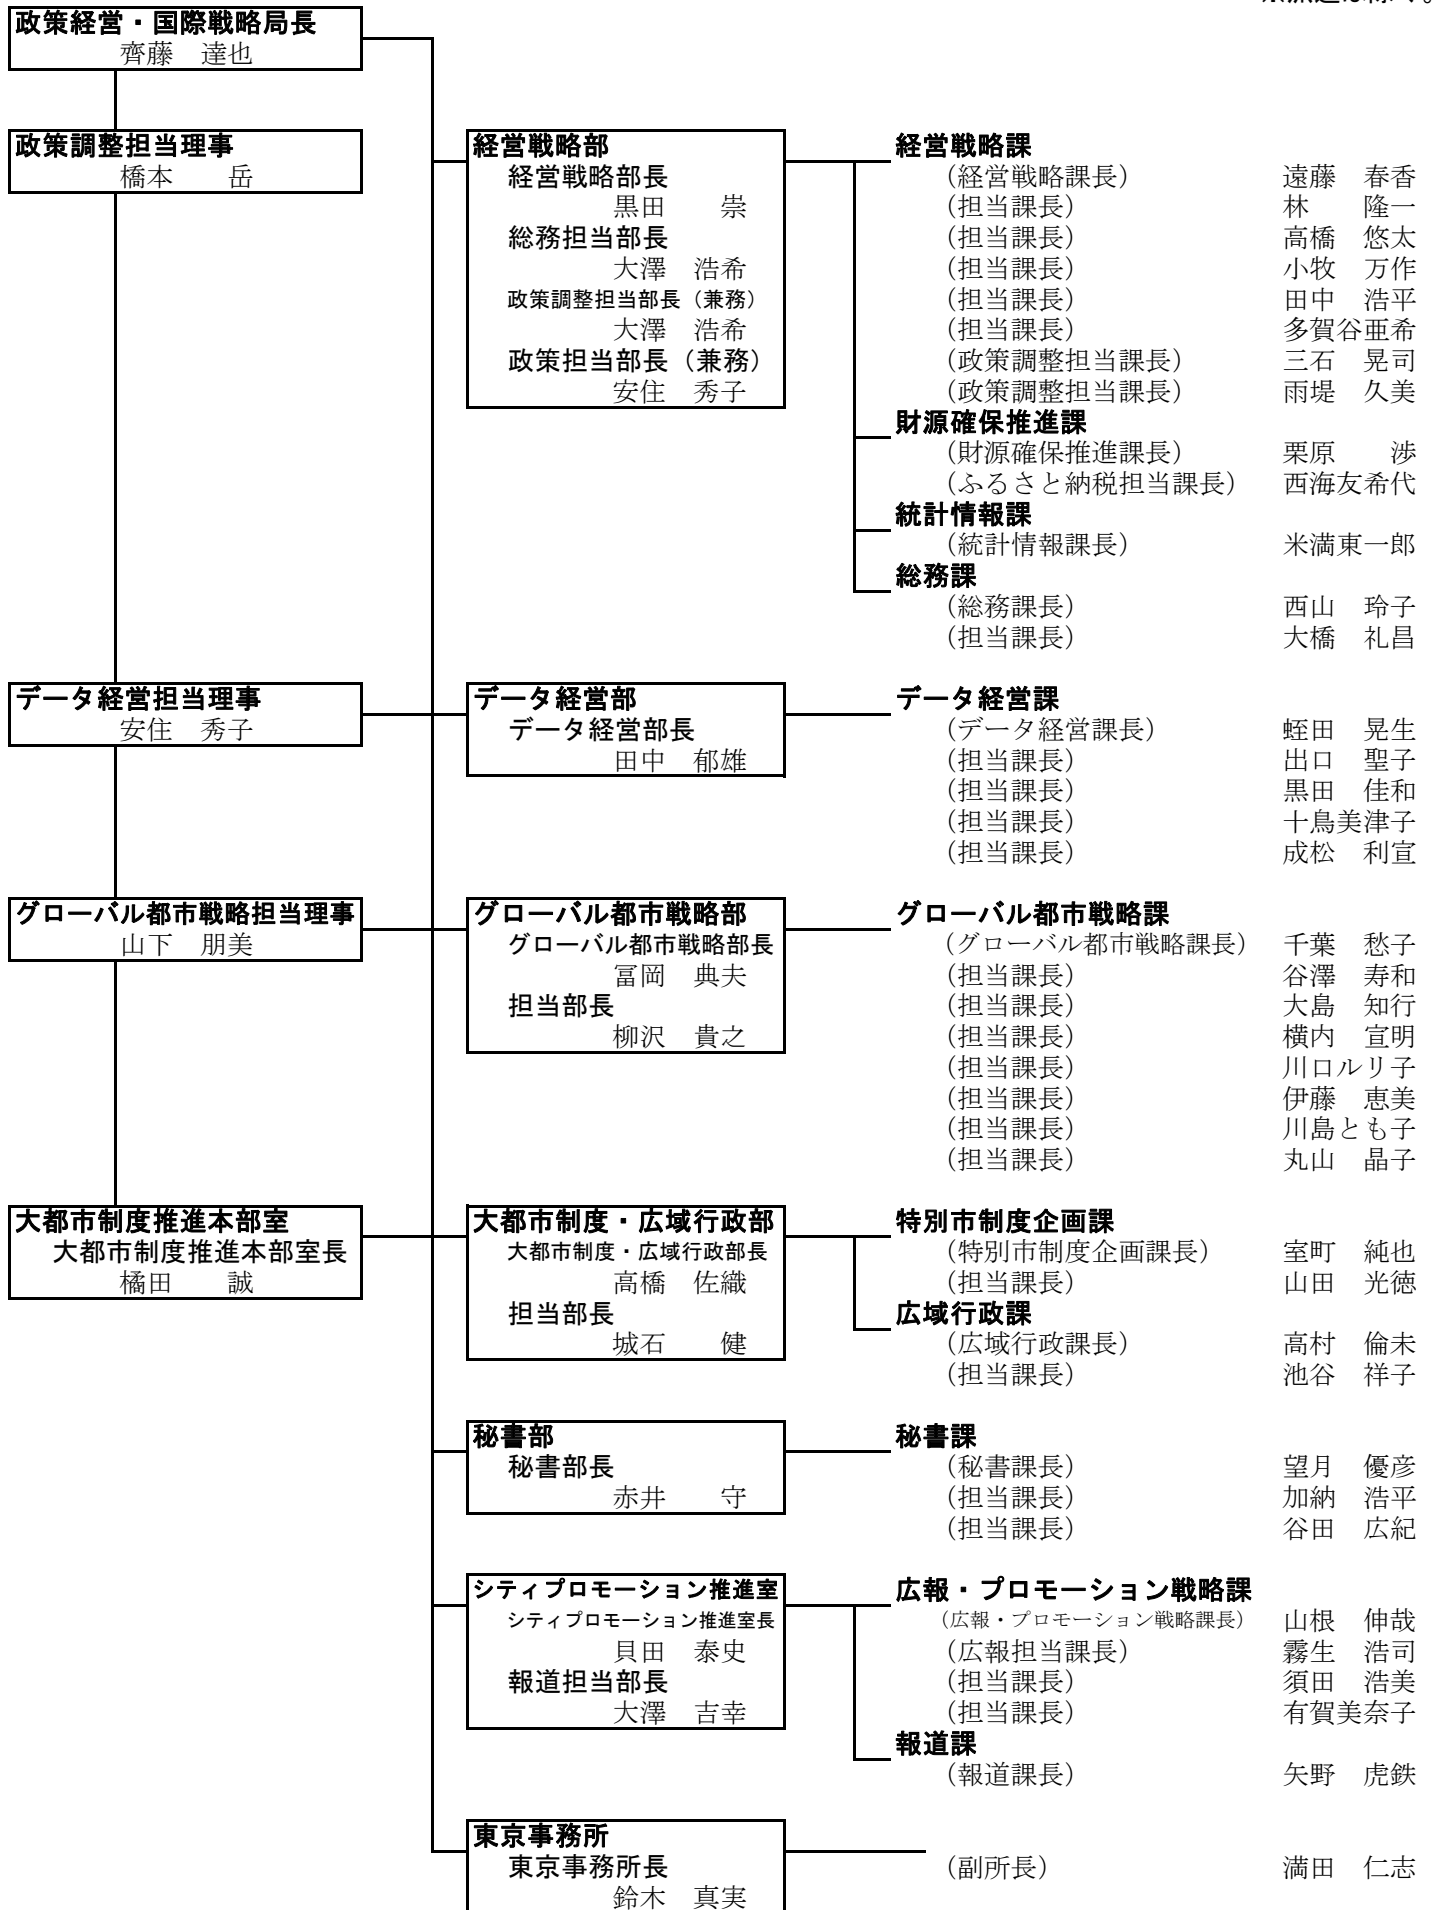 政策経営・国際戦略局長
齊藤　達也
政策調整担当理事
橋本　　岳
経営戦略部
経営戦略部長
黒田　　崇
総務担当部長
大澤　浩希
政策調整担当部長（兼務）
大澤　浩希
政策担当部長（兼務）
安住　秀子
経営戦略課
（経営戦略課長）　遠藤　春香
（担当課長）　林　　隆一
（担当課長）　高橋　悠太
（担当課長）　小牧　万作
（担当課長）　田中　浩平
（担当課長）　多賀谷亜希
（政策調整担当課長）　三石　晃司
（政策調整担当課長）　雨堤　久美
財源確保推進課
（財源確保推進課長）　栗原　　渉
（ふるさと納税担当課長）　西海友希代
統計情報課
（統計情報課長）　米満東一郎
総務課
（総務課長）　西山　玲子
（担当課長）　大橋　礼昌
データ経営担当理事
安住　秀子
データ経営部
データ経営部長
田中　郁雄
データ経営課
（データ経営課長）　蛭田　晃生
（担当課長）　出口　聖子
（担当課長）　黒田　佳和
（担当課長）　十鳥美津子
（担当課長）　成松　利宣
グローバル都市戦略担当理事
山下　朋美
グローバル都市戦略部
グローバル都市戦略部長
冨岡　典夫
担当部長
柳沢　貴之
グローバル都市戦略課
（グローバル都市戦略課長）　千葉　愁子
（担当課長）　谷澤　寿和
（担当課長）　大島　知行
（担当課長）　横内　宣明
（担当課長）　川口ルリ子
（担当課長）　伊藤　恵美
（担当課長）　川島とも子
（担当課長）　丸山　晶子
大都市制度推進本部室
大都市制度推進本部室長
橘田　　誠
大都市制度・広域行政部
大都市制度・広域行政部長
高橋　佐織
担当部長
城石　　健
特別市制度企画課
（特別市制度企画課長）　室町　純也
（担当課長）　山田　光徳
広域行政課
（広域行政課長）　高村　倫未
（担当課長）　池谷　祥子
秘書部
秘書部長
赤井　　守
秘書課
（秘書課長）　望月　優彦
（担当課長）　加納　浩平
（担当課長）　谷田　広紀
シティプロモーション推進室
シティプロモーション推進室長
貝田　泰史
報道担当部長
大澤　吉幸
広報・プロモーション戦略課
（広報・プロモーション戦略課長）　山根　伸哉
（広報担当課長）　霧生　浩司
（担当課長）　須田　浩美
（担当課長）　有賀美奈子
報道課
（報道課長）　矢野　虎鉄
東京事務所
東京事務所長
鈴木　真実
（副所長）　満田　仁志